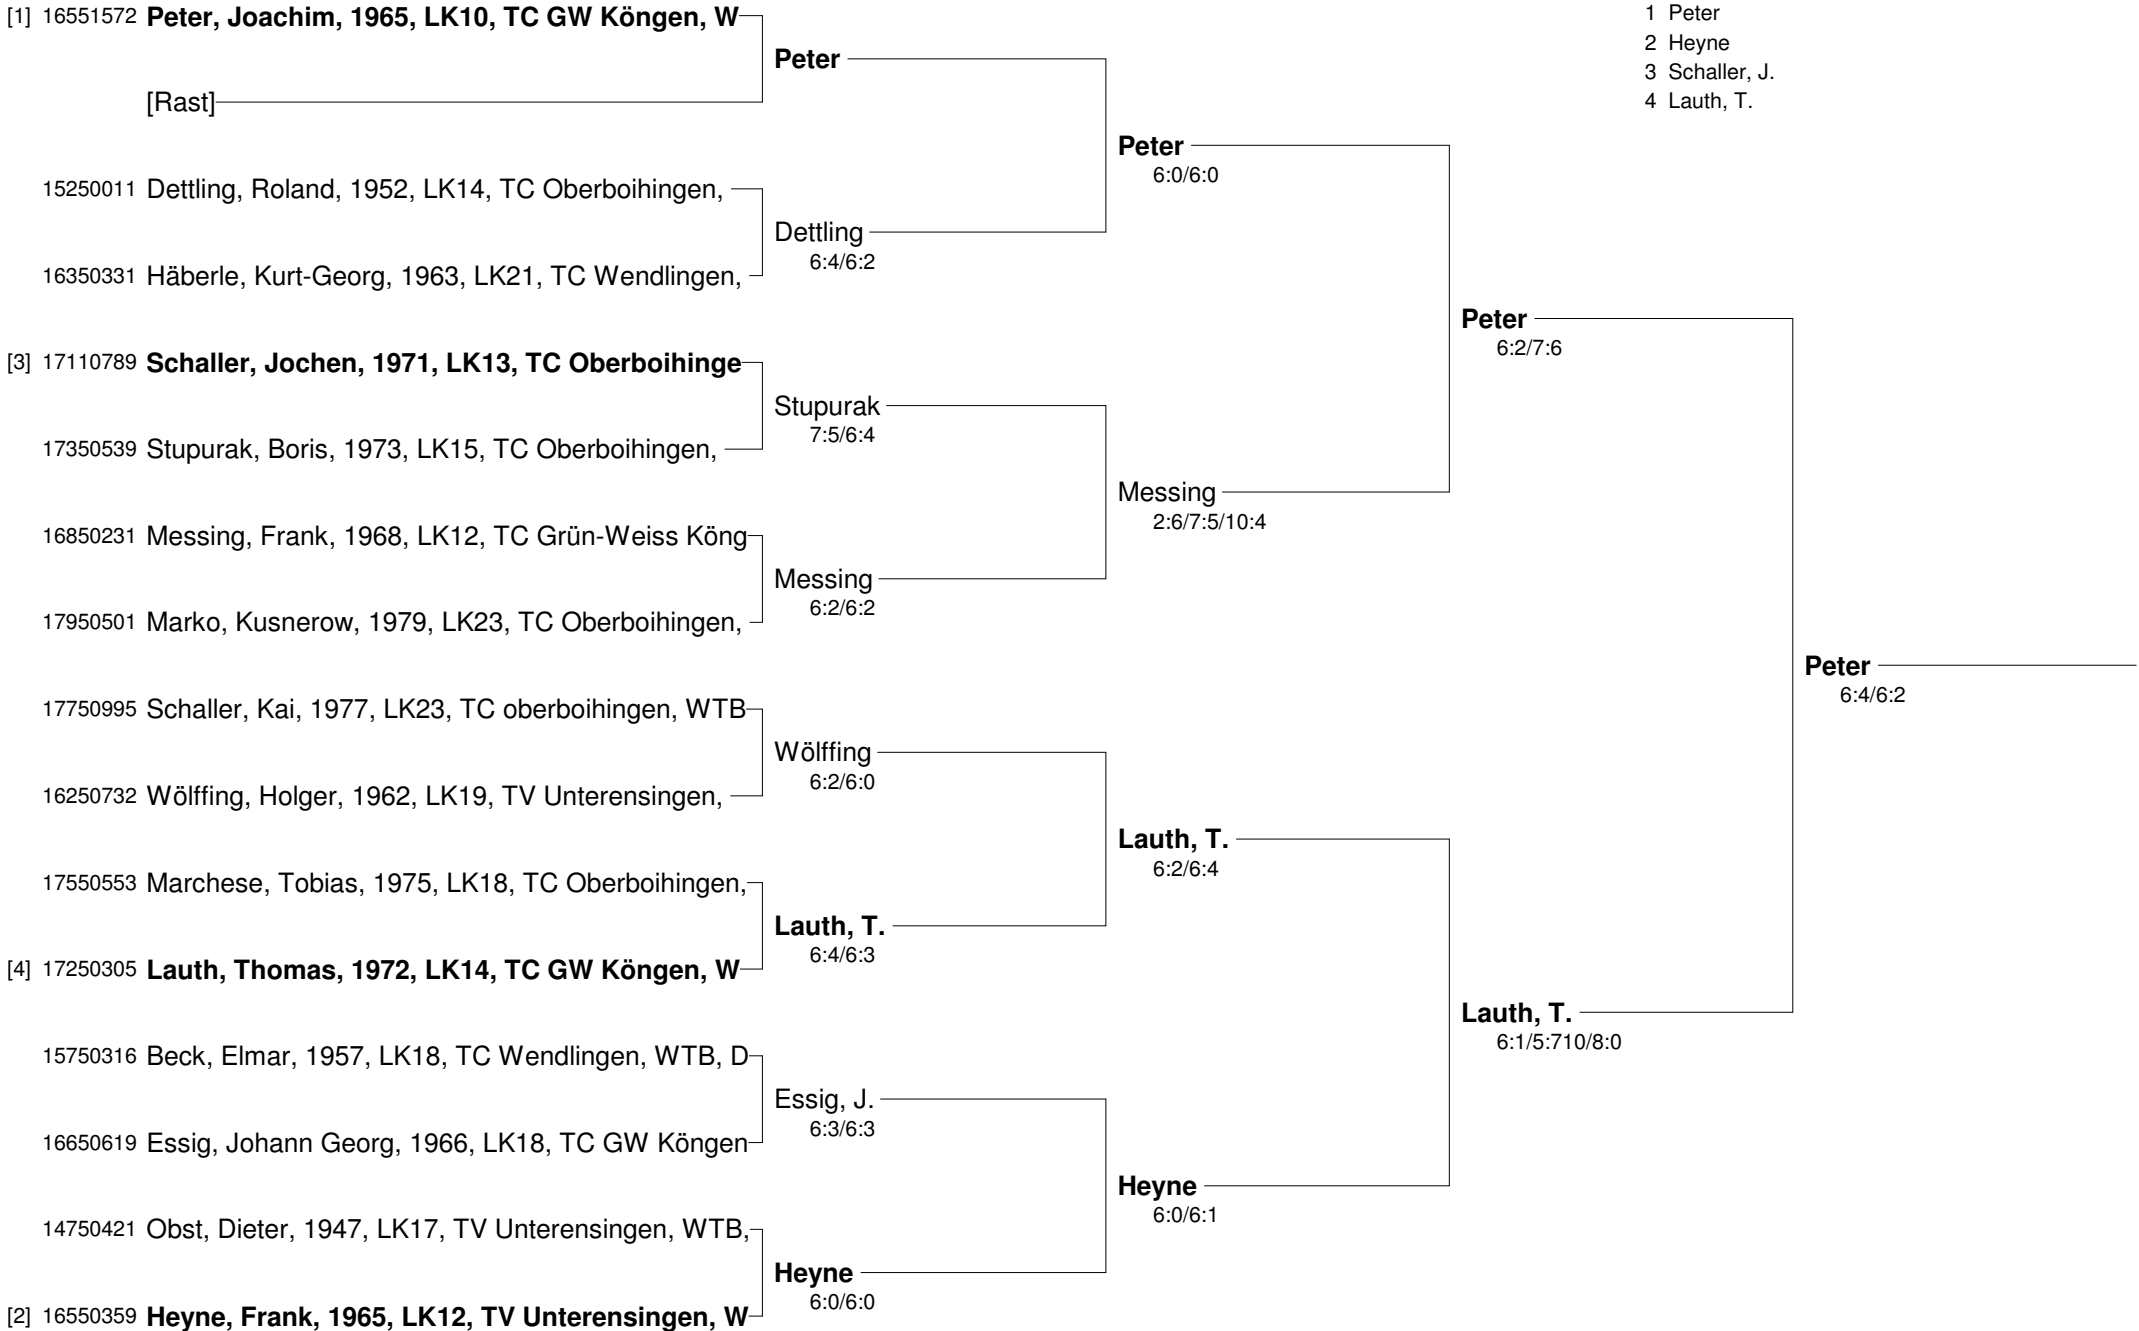 [1] 16551572 Peter, Joachim, 1965, LK10, TC GW Köngen, W
[Rast]
15250011 Dettling, Roland, 1952, LK14, TC Oberboihingen,
16350331 Häberle, Kurt-Georg, 1963, LK21, TC Wendlingen,
[3] 17110789 Schaller, Jochen, 1971, LK13, TC Oberboihinge
17350539 Stupurak, Boris, 1973, LK15, TC Oberboihingen,
16850231 Messing, Frank, 1968, LK12, TC Grün-Weiss Köng
17950501 Marko, Kusnerow, 1979, LK23, TC Oberboihingen,
17750995 Schaller, Kai, 1977, LK23, TC oberboihingen, WTB
16250732 Wölffing, Holger, 1962, LK19, TV Unterensingen,
17550553 Marchese, Tobias, 1975, LK18, TC Oberboihingen,
[4] 17250305 Lauth, Thomas, 1972, LK14, TC GW Köngen, W
15750316 Beck, Elmar, 1957, LK18, TC Wendlingen, WTB, D
16650619 Essig, Johann Georg, 1966, LK18, TC GW Köngen
14750421 Obst, Dieter, 1947, LK17, TV Unterensingen, WTB,
[2] 16550359 Heyne, Frank, 1965, LK12, TV Unterensingen, W
Peter
Dettling
6:4/6:2
Stupurak
7:5/6:4
Messing
6:2/6:2
Wölffing
6:2/6:0
Lauth, T.
6:4/6:3
Essig, J.
6:3/6:3
Heyne
6:0/6:0
Peter
6:0/6:0
Messing
2:6/7:5/10:4
Lauth, T.
6:2/6:4
Heyne
6:0/6:1
Peter
6:2/7:6
Lauth, T.
6:1/5:710/8:0
Peter
6:4/6:2
1 Peter
2 Heyne
3 Schaller, J.
4 Lauth, T.